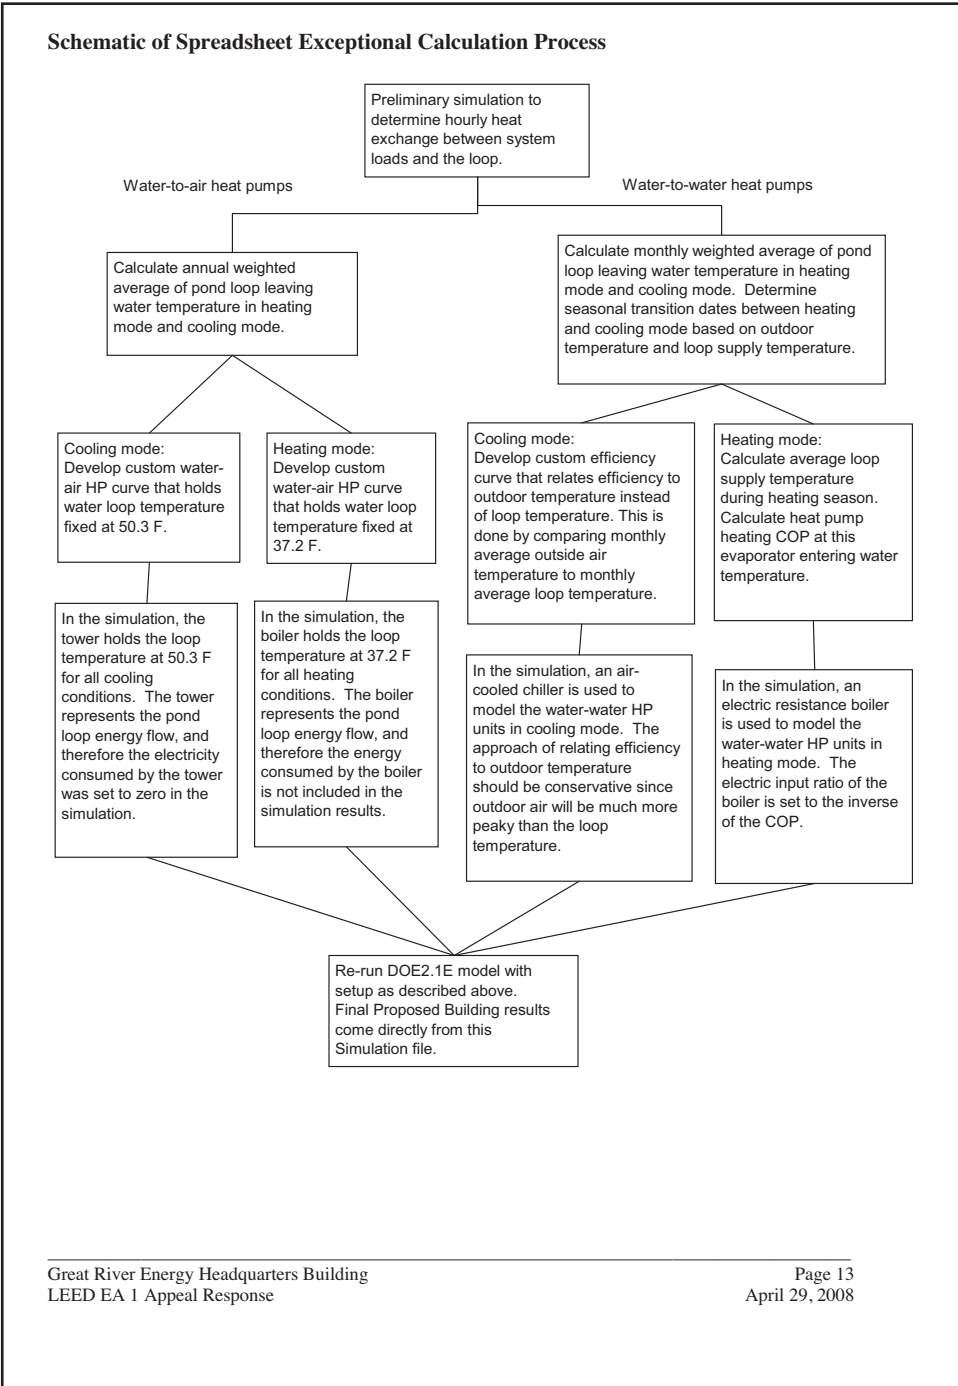 Schematic of Spreadsheet Exceptional Calculation Process
Preliminary simulation to
determine hourly heat
exchange between system
loads and the loop.
Water-to-air heat pumps
Water-to-water heat pumps
Calculate annual weighted
average of pond loop leaving
water temperature in heating
mode and cooling mode.
Calculate monthly weighted average of pond
loop leaving water temperature in heating
mode and cooling mode.  Determine
seasonal transition dates between heating
and cooling mode based on outdoor
temperature and loop supply temperature.
Cooling mode:
Develop custom water-
air HP curve that holds
water loop temperature
fixed at 50.3 F.
Heating mode:
Develop custom
water-air HP curve
that holds water loop
temperature fixed at
37.2 F.
Cooling mode:
Develop custom efficiency
curve that relates efficiency to
outdoor temperature instead
of loop temperature. This is
done by comparing monthly
average outside air
temperature to monthly
average loop temperature.
Heating mode:
Calculate average loop
supply temperature
during heating season.
Calculate heat pump
heating COP at this
evaporator entering water
temperature.
In the simulation, the
tower holds the loop
temperature at 50.3 F
for all cooling
conditions.  The tower
represents the pond
loop energy flow, and
therefore the electricity
consumed by the tower
was set to zero in the
simulation.
In the simulation, the
boiler holds the loop
temperature at 37.2 F
for all heating
conditions.  The boiler
represents the pond
loop energy flow, and
therefore the energy
consumed by the boiler
is not included in the
simulation results.
In the simulation, an air-
cooled chiller is used to
model the water-water HP
units in cooling mode.  The
approach of relating efficiency
to outdoor temperature
should be conservative since
outdoor air will be much more
peaky than the loop
temperature.
In the simulation, an
electric resistance boiler
is used to model the
water-water HP units in
heating mode.  The
electric input ratio of the
boiler is set to the inverse
of the COP.
Re-run DOE2.1E model with
setup as described above.
Final Proposed Building results
come directly from this
Simulation file.
Great River Energy Headquarters Building
Page 13
LEED EA 1 Appeal Response
April 29, 2008